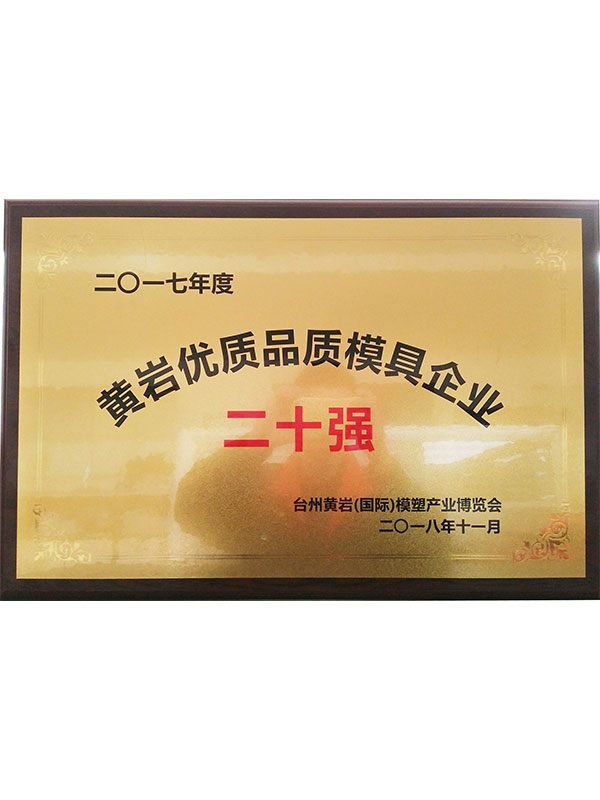 二〇一七年度
黄岩优质品质模具企业
二十强
台州黄岩(国际)模塑产业博览会
二〇一八年十一月